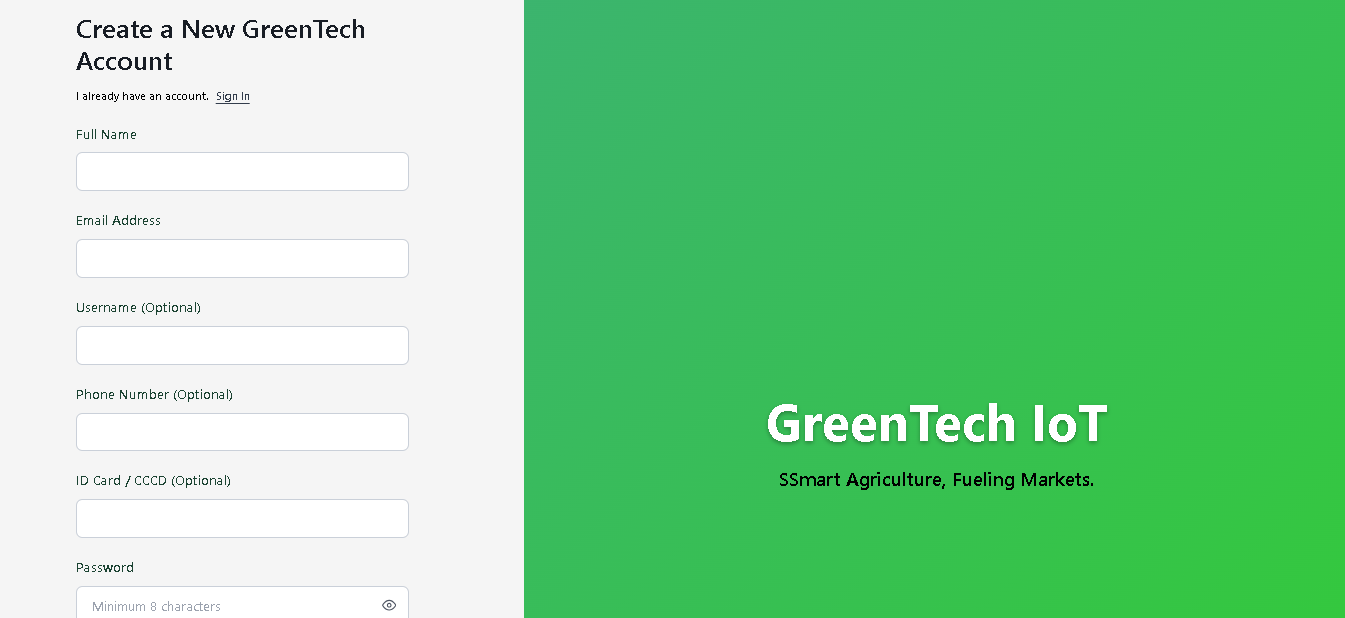 Create a New GreenTech
Account
I already have an account. Sign In
Full Name
Email Address
Username (Optional)
Phone Number (Optional)
ID Card / CCCD (Optional)
Password
Minimum 8 characters
GreenTech IoT
SSmart Agriculture, Fueling Markets.